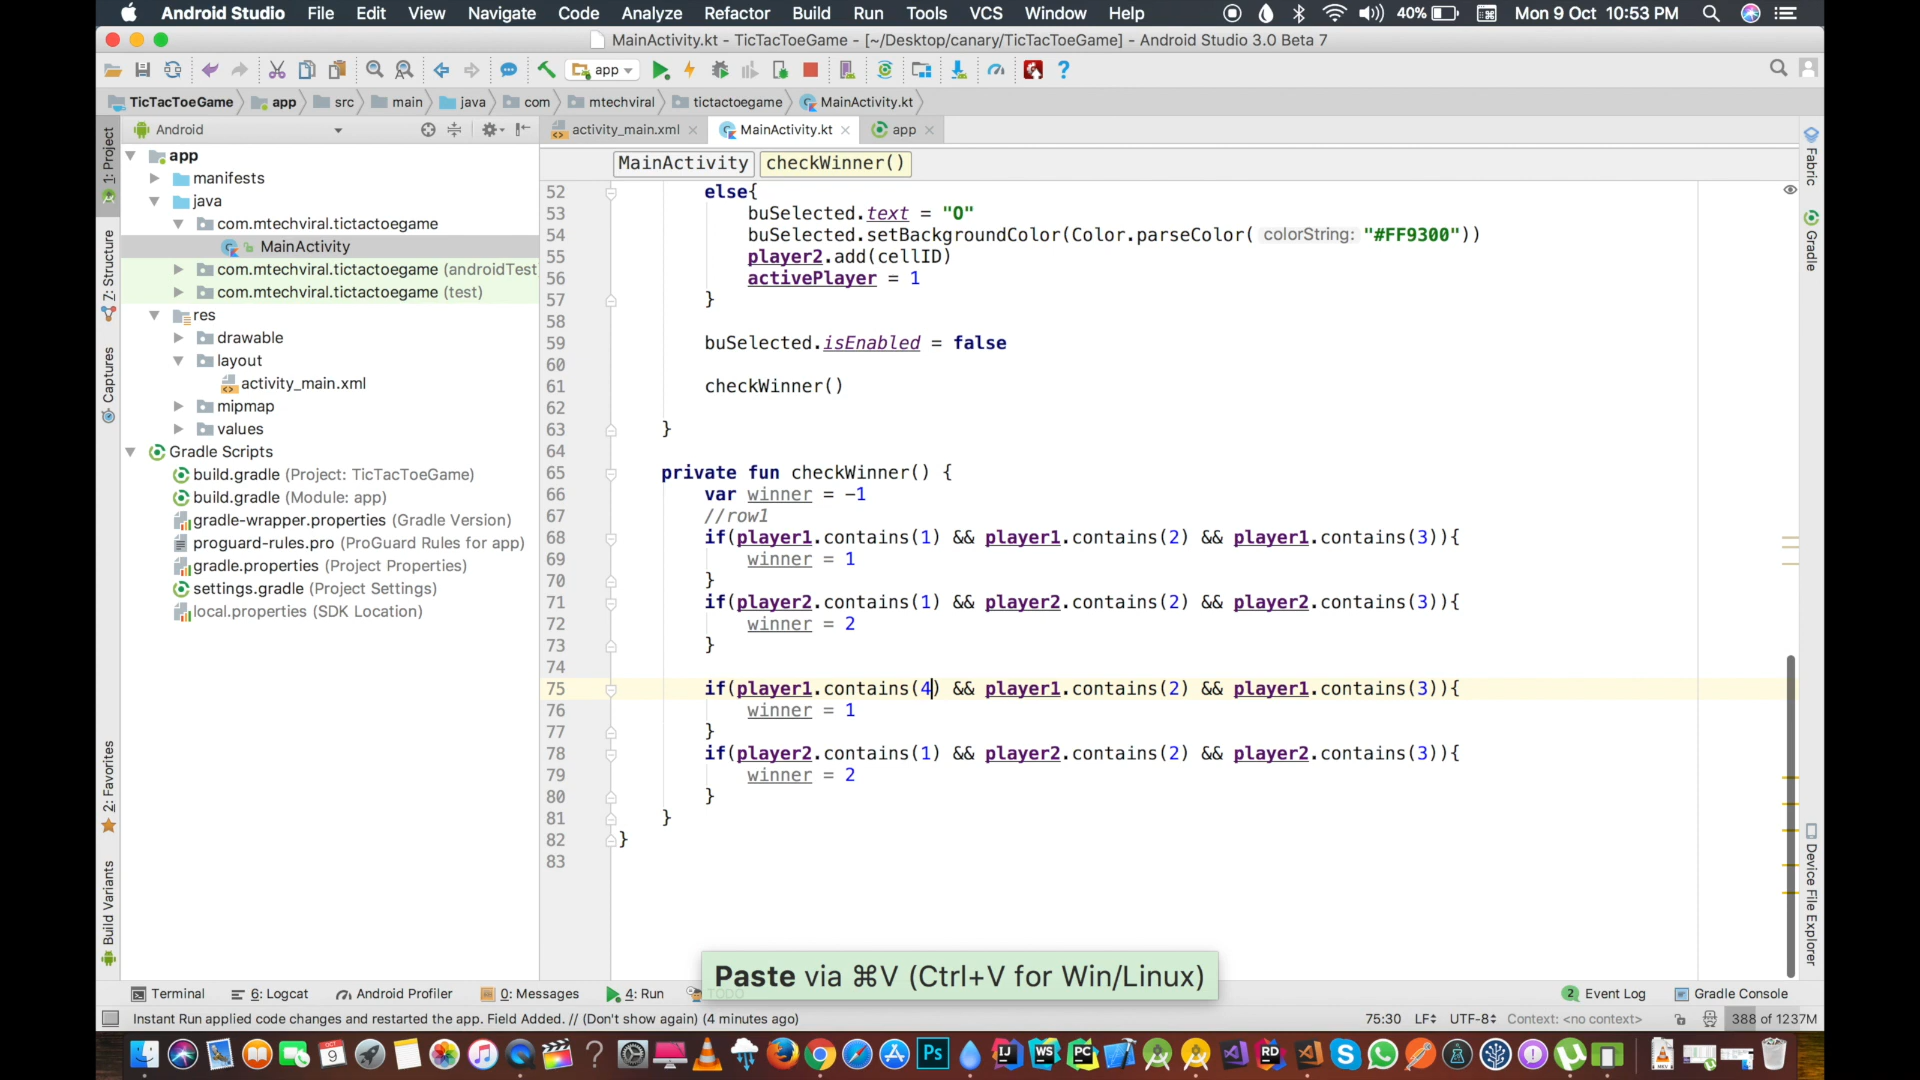 Android Studio File Edit View Navigate Code Analyze Refactor Build Run Tools VCS Window Help 40% Mon 9 Oct 10:53 PM
MainActivity.kt - TicTacToeGame - [~/Desktop/canary/TicTacToeGame] - Android Studio 3.0 Beta 7
app
TicTacToeGame app src main java com mtechviral tictactoegame MainActivity.kt
Android
activity_main.xml MainActivity.kt app
MainActivity checkWinner()
1: Project
Z: Structure
Captures
2: Favorites
Build Variants
app
manifests
java
com.mtechviral.tictactoegame
MainActivity
com.mtechviral.tictactoegame (androidTest
com.mtechviral.tictactoegame (test)
res
drawable
layout
activity_main.xml
mipmap
values
Gradle Scripts
build.gradle (Project: TicTacToeGame)
build.gradle (Module: app)
gradle-wrapper.properties (Gradle Version)
proguard-rules.pro (ProGuard Rules for app)
gradle.properties (Project Properties)
settings.gradle (Project Settings)
local.properties (SDK Location)
52 else{
53 buSelected.text = "O"
54 buSelected.setBackgroundColor(Color.parseColor( colorString: "#FF9300"))
55 player2.add(cellID)
56 activePlayer = 1
57 }
58
59 buSelected.isEnabled = false
60
61 checkWinner()
62
63 }
64
65 private fun checkWinner() {
66 var winner = -1
67 //row1
68 if(player1.contains(1) && player1.contains(2) && player1.contains(3)){
69 winner = 1
70 }
71 if(player2.contains(1) && player2.contains(2) && player2.contains(3)){
72 winner = 2
73 }
74
75 if(player1.contains(4) && player1.contains(2) && player1.contains(3)){
76 winner = 1
77 }
78 if(player2.contains(1) && player2.contains(2) && player2.contains(3)){
79 winner = 2
80 }
81 }
82 }
83
Fabric
Gradle
Device File Explorer
Paste via ⌘V (Ctrl+V for Win/Linux)
Terminal 6: Logcat Android Profiler 0: Messages 4: Run TODO 2 Event Log Gradle Console
Instant Run applied code changes and restarted the app. Field Added. // (Don't show again) (4 minutes ago) 75:30 LF UTF-8 Context: <no context> 388 of 1237M
9 Ps IJ WS PC RD